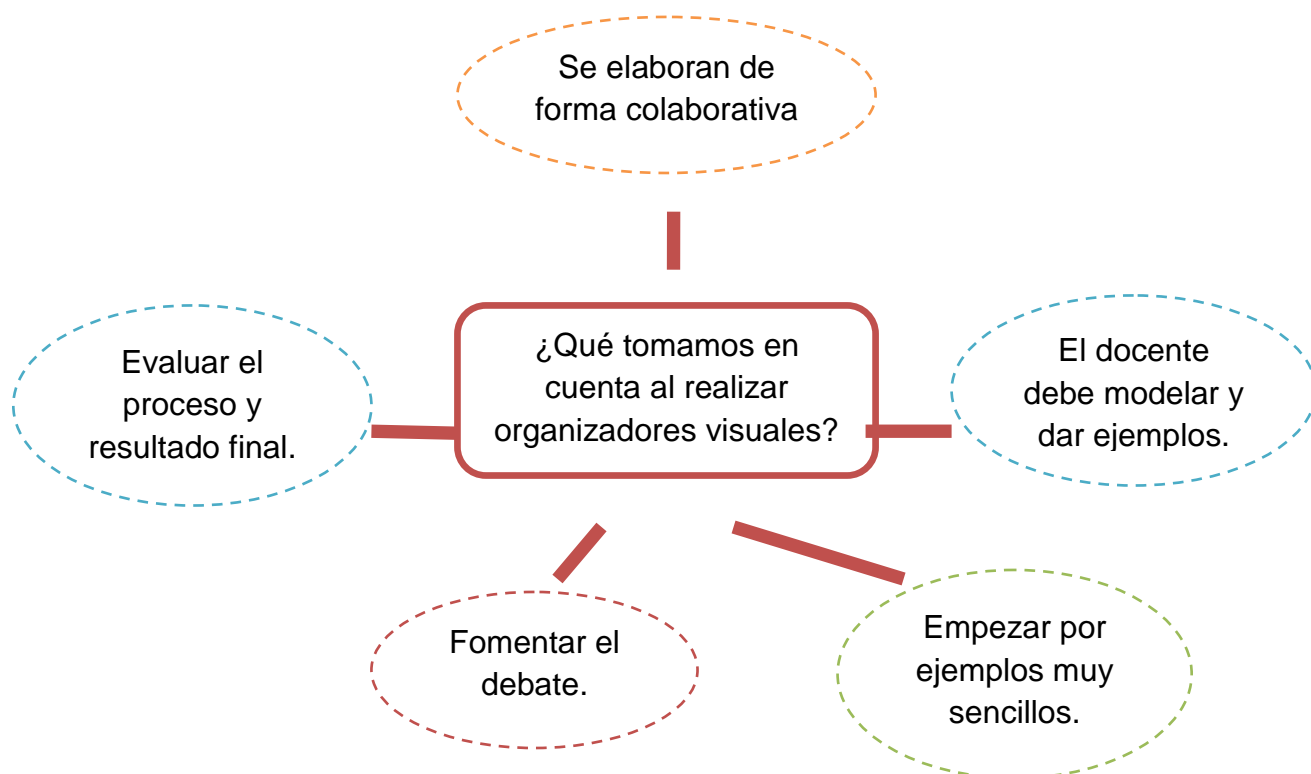 Se elaboran de
forma colaborativa
¿Qué tomamos en
cuenta al realizar
organizadores visuales?
El docente
debe modelar y
dar ejemplos.
Evaluar el
proceso y
resultado final.
Fomentar el
debate.
Empezar por
ejemplos muy
sencillos.